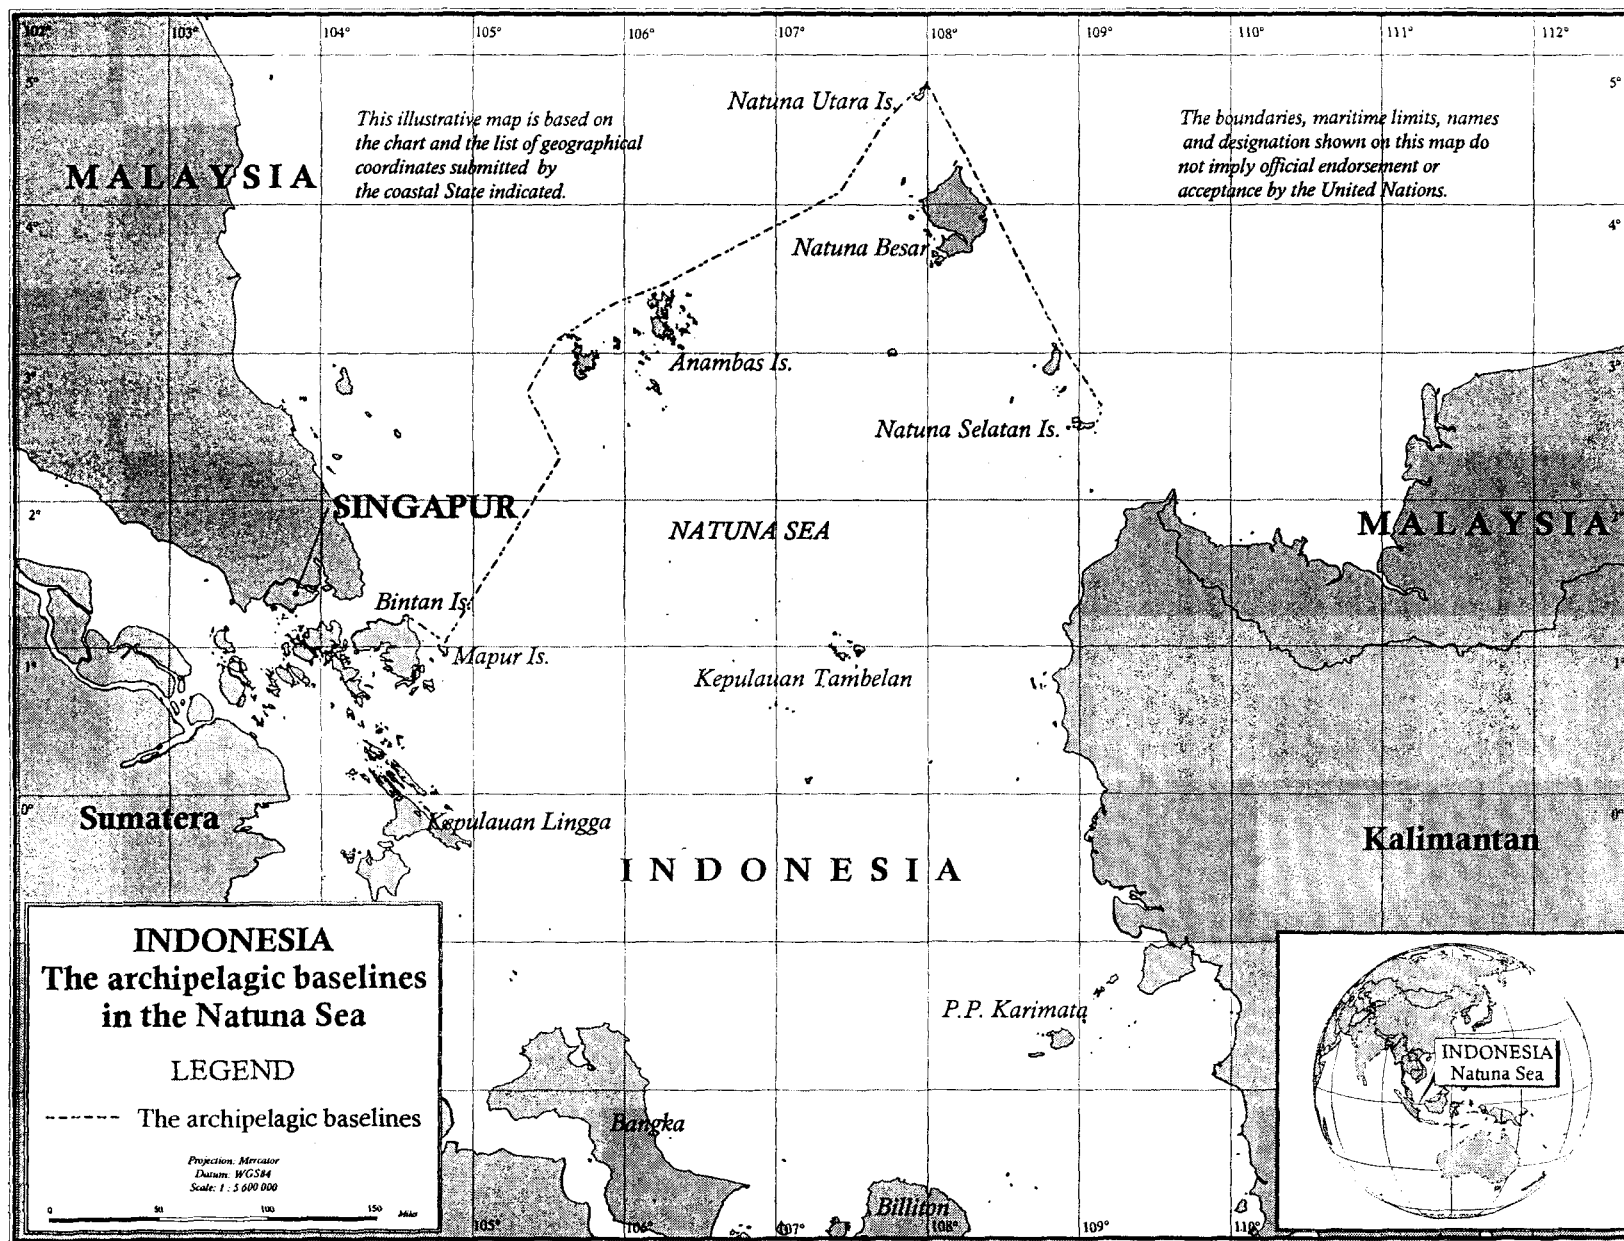 102° 103° 104° 105° 106° 107° 108° 109° 110° 111° 112°
5° 5°
Natuna Utara Is.
This illustrative map is based on
the chart and the list of geographical
coordinates submitted by
the coastal State indicated.
The boundaries, maritime limits, names
and designation shown on this map do
not imply official endorsement or
acceptance by the United Nations.
MALAYSIA
4° 4°
Natuna Besar
Anambas Is.
3° 3°
Natuna Selatan Is.
SINGAPUR
2°
NATUNA SEA
MALAYSIA
Bintan Is.
Mapur Is.
1° 1°
Kepulauan Tambelan
0° 0°
Sumatera
Kepulauan Lingga
Kalimantan
INDONESIA
INDONESIA
The archipelagic baselines
in the Natuna Sea
LEGEND
The archipelagic baselines
Projection: Mercator
Datum: WGS84
Scale: 1 : 5 600 000
0 50 100 150 Miles
P.P. Karimata
INDONESIA
Natuna Sea
Bangka
Billiton
105° 106° 107° 108° 109° 110°